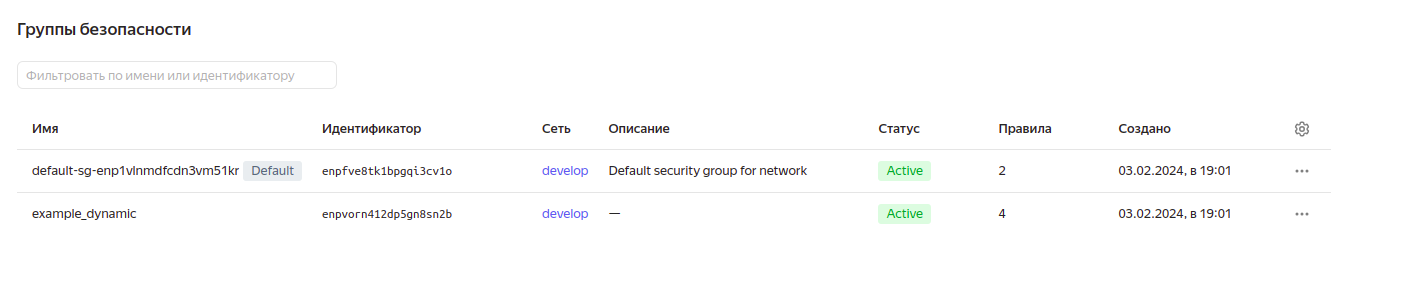 Группы безопасности
Фильтровать по имени или идентификатору
Имя Идентификатор Сеть Описание Статус Правила Создано
default-sg-enp1vlnmdfcdn3vm51kr Default enpfve8tk1bpgqi3cv1o develop Default security group for network Active 2 03.02.2024, в 19:01
example_dynamic enpvorn412dp5gn8sn2b develop — Active 4 03.02.2024, в 19:01